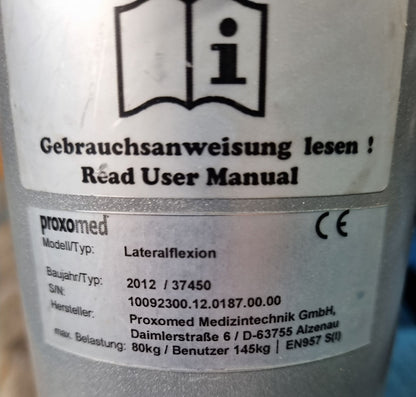 Gebrauchsanweisung lesen !
Read User Manual
proxomed CE
Modell/Typ: Lateralflexion
Baujahr/Typ: 2012 / 37450
S/N: 10092300.12.0187.00.00
Hersteller: Proxomed Medizintechnik GmbH,
Daimlerstraße 6 / D-63755 Alzenau
max. Belastung: 80kg / Benutzer 145kg | EN957 S(I)